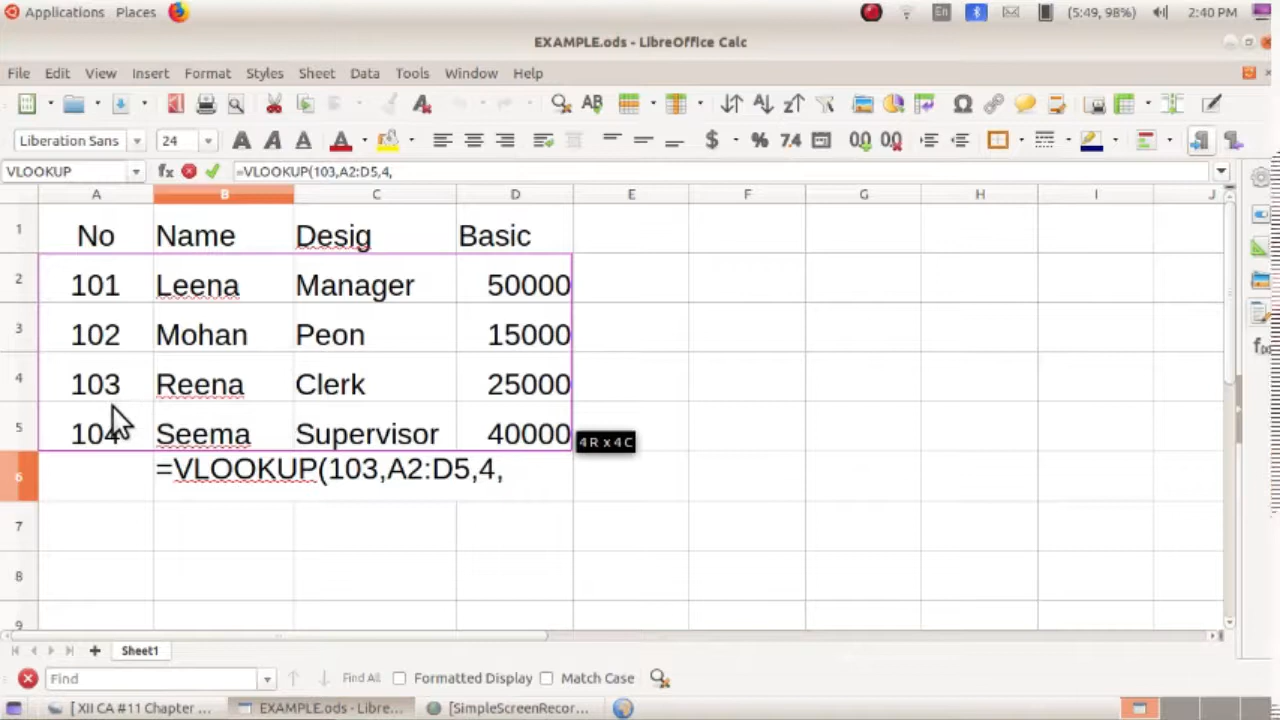 Applications Places En (5:49, 98%) 2:40 PM
EXAMPLE.ods - LibreOffice Calc
File Edit View Insert Format Styles Sheet Data Tools Window Help
Liberation Sans 24
VLOOKUP =VLOOKUP(103,A2:D5,4,
A B C D E F G H I J
1 No Name Desig Basic
2 101 Leena Manager 50000
3 102 Mohan Peon 15000
4 103 Reena Clerk 25000
5 104 Seema Supervisor 40000 4 R x 4 C
6 =VLOOKUP(103,A2:D5,4,
7
8
9
Sheet1
Find Find All Formatted Display Match Case
[ XII CA #11 Chapter ... EXAMPLE.ods - Libre... [SimpleScreenRecor...